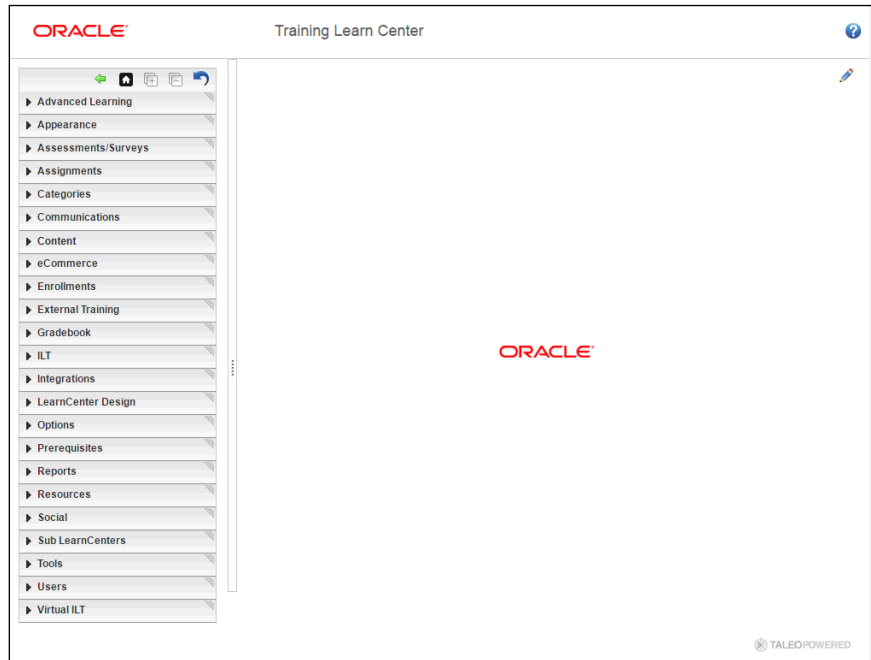 ORACLE®
Training Learn Center
?
Advanced Learning
Appearance
Assessments/Surveys
Assignments
Categories
Communications
Content
eCommerce
Enrollments
External Training
Gradebook
ILT
Integrations
LearnCenter Design
Options
Prerequisites
Reports
Resources
Social
Sub LearnCenters
Tools
Users
Virtual ILT
ORACLE®
TALEOPOWERED